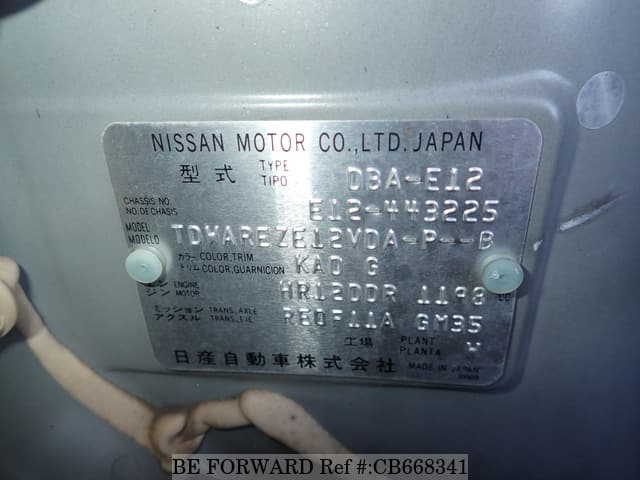 NISSAN MOTOR CO.,LTD. JAPAN
型式 TYPE TIPO DBA-E12
CHASSIS NO. NO.DECHASIS E12-443225
MODEL MODELO TDWAREZE12VDA-P--B
カラー COLOR,TRIM
トリム COLOR,GUARNICION KAD G
エンジン ENGINE MOTOR HR12DDR 1198 CC
ミッション TRANS.,AXLE
アクスル TRANS.,EJE RE0F11A GM35
工場 PLANT PLANTA W
日産自動車株式会社 MADE IN JAPAN
BE FORWARD Ref #:CB668341